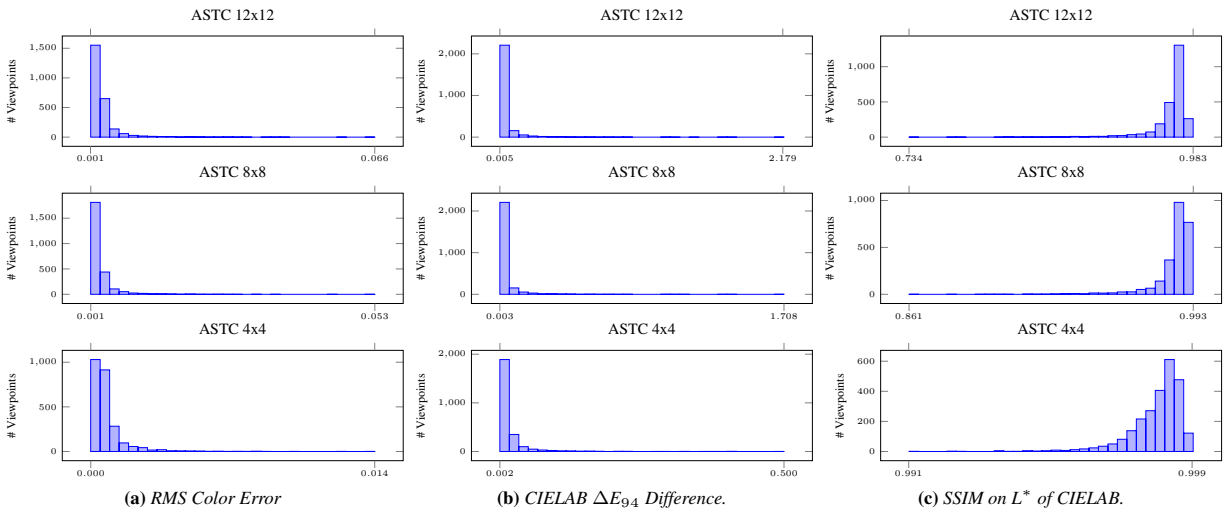 ASTC 12x12
1,500
1,000
500
0
# Viewpoints
0.001 0.066
ASTC 8x8
1,500
1,000
500
0
# Viewpoints
0.001 0.053
ASTC 4x4
1,000
500
0
# Viewpoints
0.000 0.014
(a) RMS Color Error
ASTC 12x12
2,000
1,000
0
# Viewpoints
0.005 2.179
ASTC 8x8
2,000
1,000
0
# Viewpoints
0.003 1.708
ASTC 4x4
2,000
1,000
0
# Viewpoints
0.002 0.500
(b) CIELAB ΔE94 Difference.
ASTC 12x12
1,000
500
0
# Viewpoints
0.734 0.983
ASTC 8x8
1,000
500
0
# Viewpoints
0.861 0.993
ASTC 4x4
600
400
200
0
# Viewpoints
0.991 0.999
(c) SSIM on L* of CIELAB.